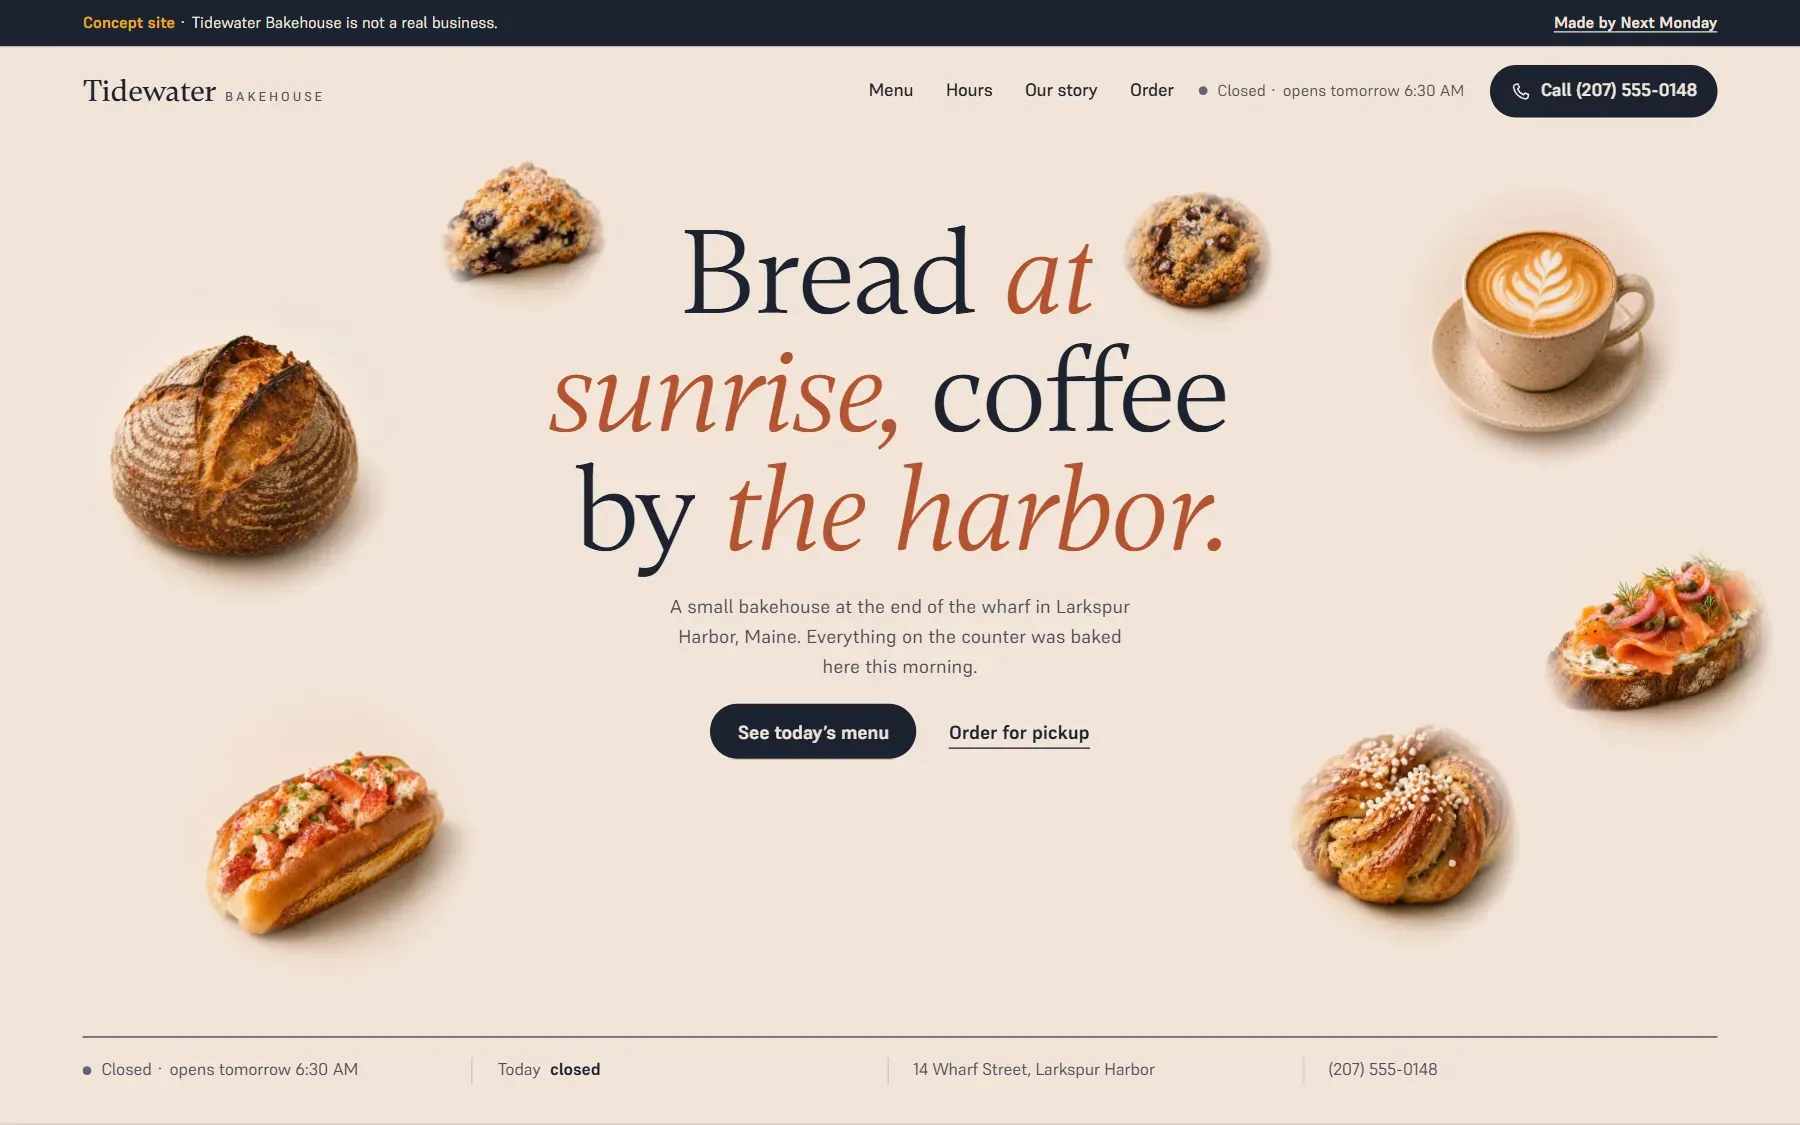 Concept site · Tidewater Bakehouse is not a real business.
Made by Next Monday
Tidewater BAKEHOUSE
Menu
Hours
Our story
Order
Closed · opens tomorrow 6:30 AM
Call (207) 555-0148
Bread at
sunrise, coffee
by the harbor.
A small bakehouse at the end of the wharf in Larkspur
Harbor, Maine. Everything on the counter was baked
here this morning.
See today’s menu
Order for pickup
Closed · opens tomorrow 6:30 AM
Today closed
14 Wharf Street, Larkspur Harbor
(207) 555-0148